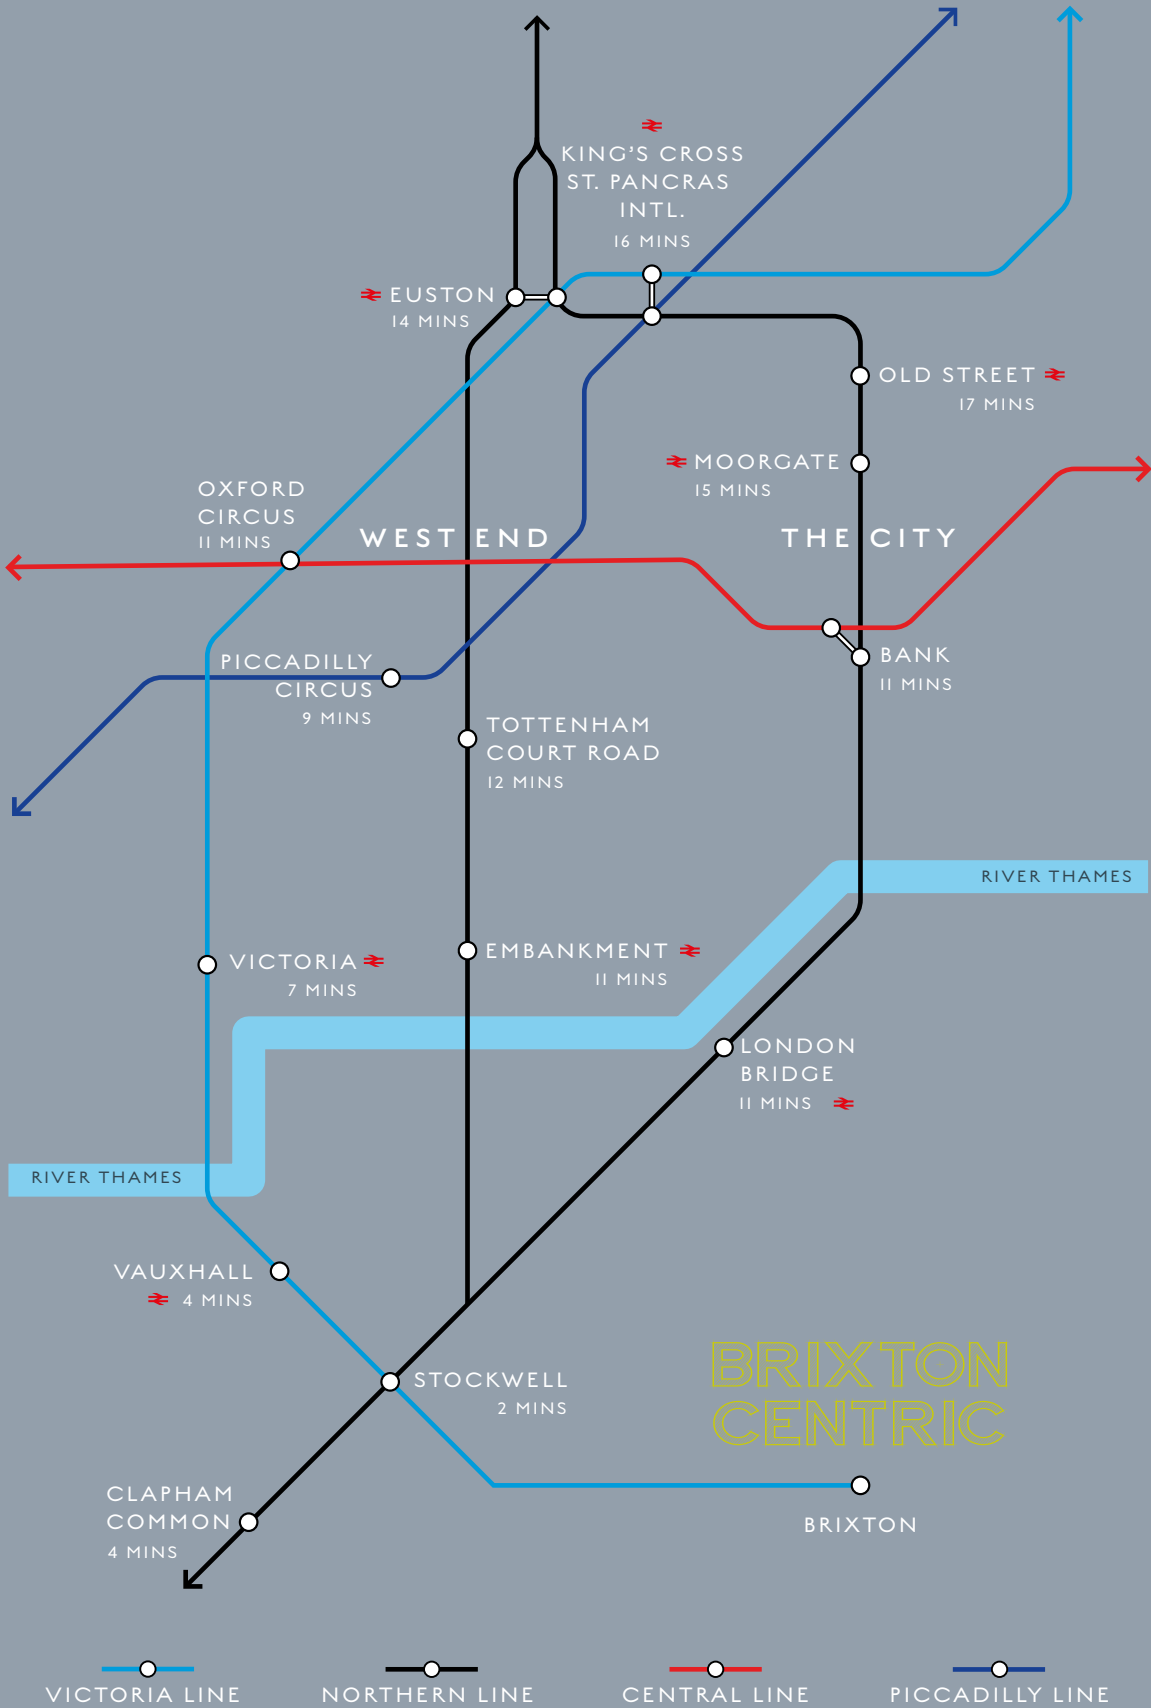 KING'S CROSS
ST. PANCRAS
INTL.
16 MINS
EUSTON
14 MINS
OLD STREET
17 MINS
MOORGATE
15 MINS
OXFORD
CIRCUS
11 MINS
WEST END
THE CITY
PICCADILLY
CIRCUS
9 MINS
BANK
11 MINS
TOTTENHAM
COURT ROAD
12 MINS
RIVER THAMES
VICTORIA
7 MINS
EMBANKMENT
11 MINS
LONDON
BRIDGE
11 MINS
RIVER THAMES
VAUXHALL
4 MINS
STOCKWELL
2 MINS
BRIXTON
CENTRIC
CLAPHAM
COMMON
4 MINS
BRIXTON
VICTORIA LINE
NORTHERN LINE
CENTRAL LINE
PICCADILLY LINE